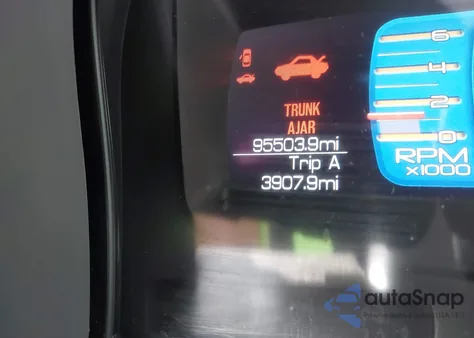 TRUNK
AJAR
95503.9mi
Trip A
3907.9mi
6
4
2
0
RPM
x1000
autoSnap